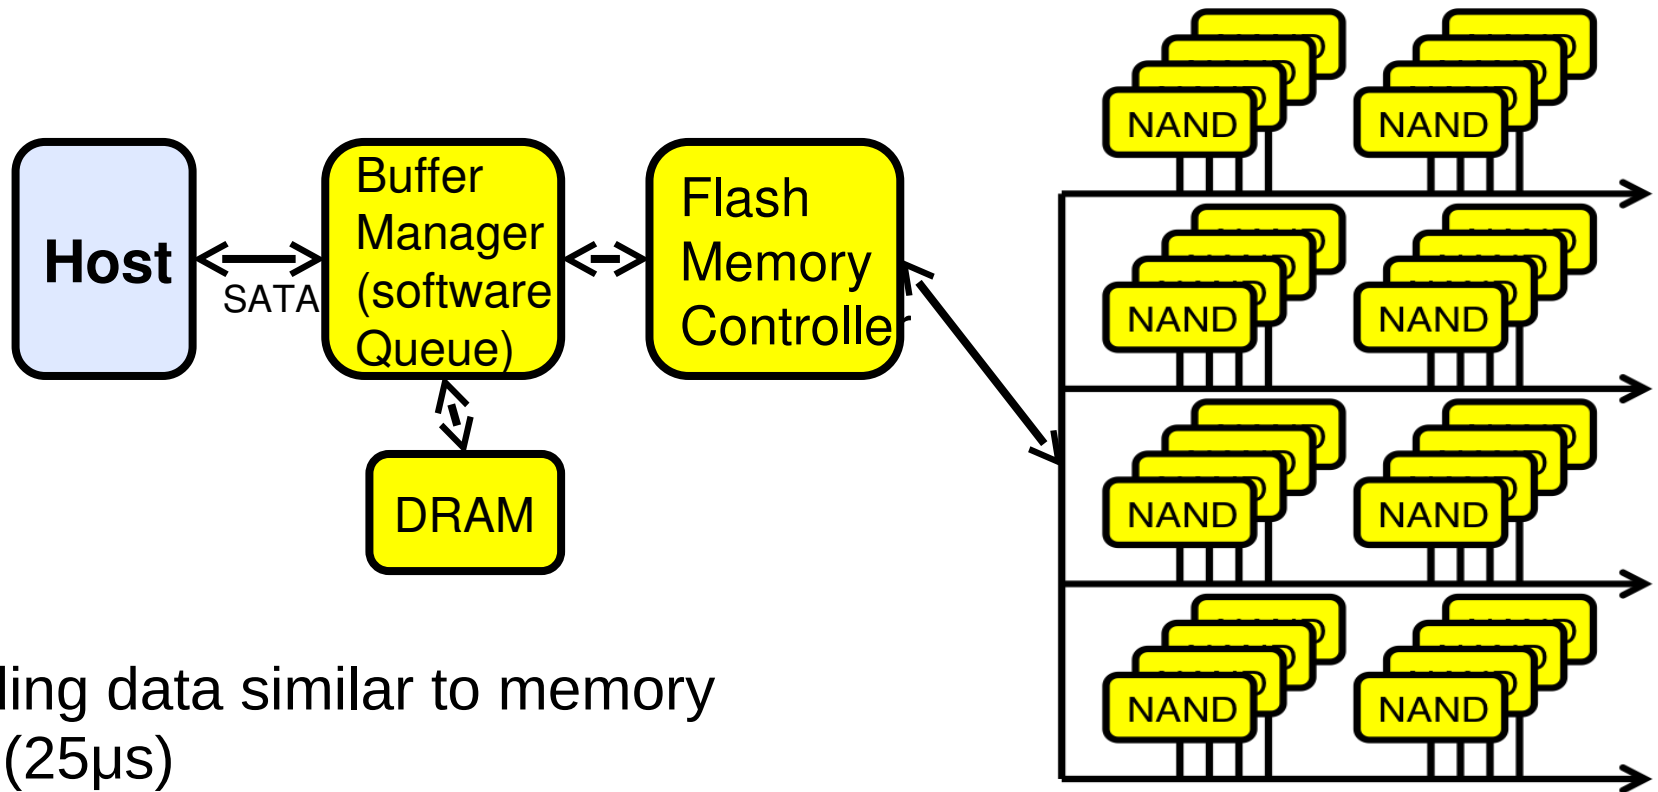 Host
SATA
Buffer
Manager
(software
Queue)
DRAM
Flash
Memory
Controller
NAND
NAND
NAND
NAND
NAND
NAND
NAND
NAND
ling data similar to memory
(25μs)